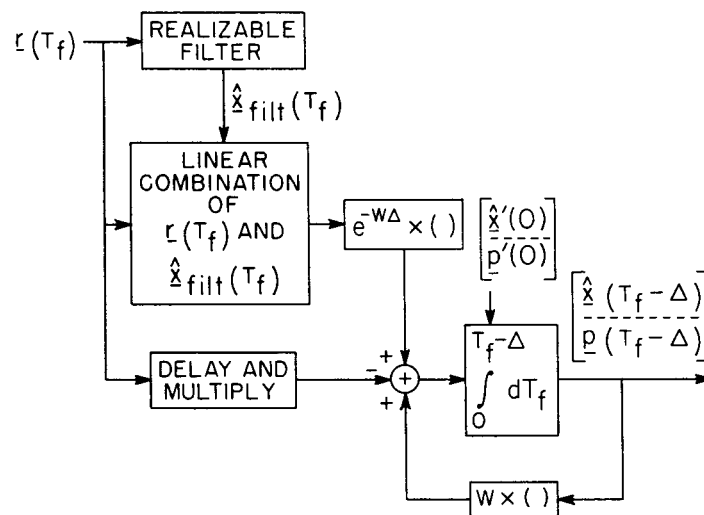 r(T_f)
REALIZABLE
FILTER
x̂_filt(T_f)
LINEAR
COMBINATION
OF
r(T_f) AND
x̂_filt(T_f)
e^{-WΔ} × ( )
x̂'(0)
p'(0)
x̂ (T_f - Δ)
p (T_f - Δ)
DELAY AND
MULTIPLY
+
-
+
+
T_f - Δ
∫ dT_f
0
W × ( )